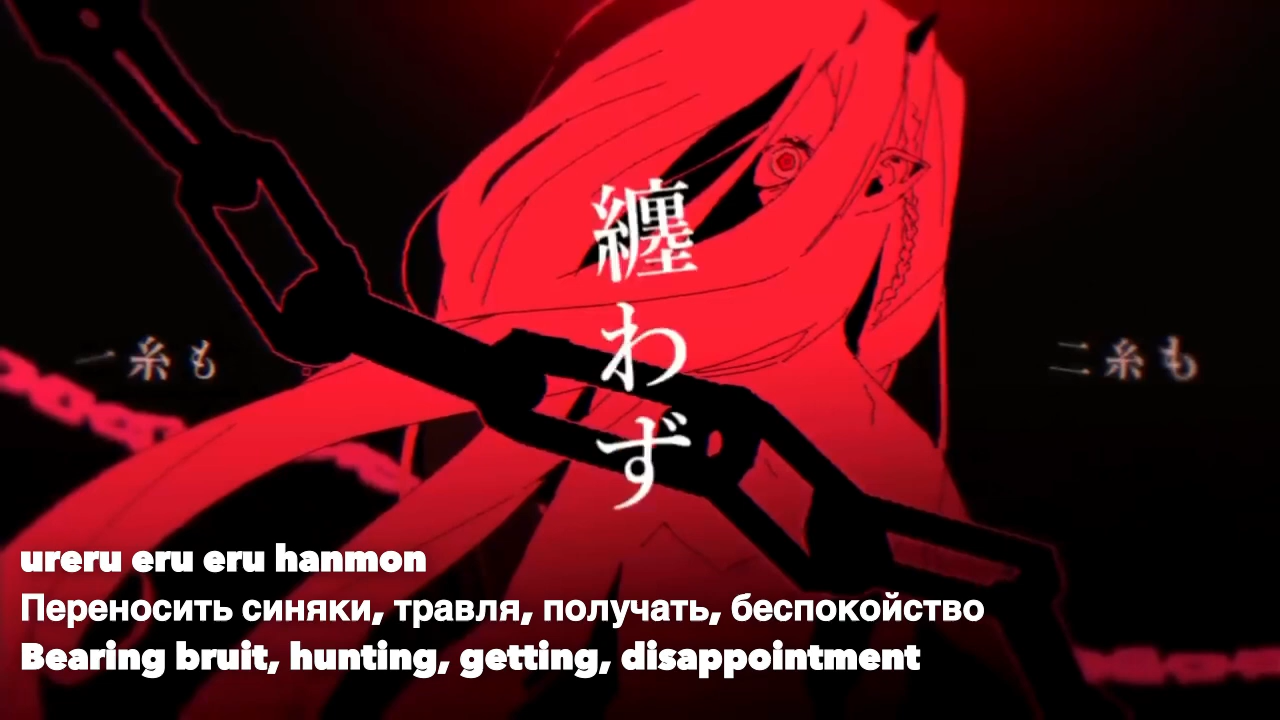 纏わず
一糸も
二糸も
ureru eru eru hanmon
Переносить синяки, травля, получать, беспокойство
Bearing bruit, hunting, getting, disappointment